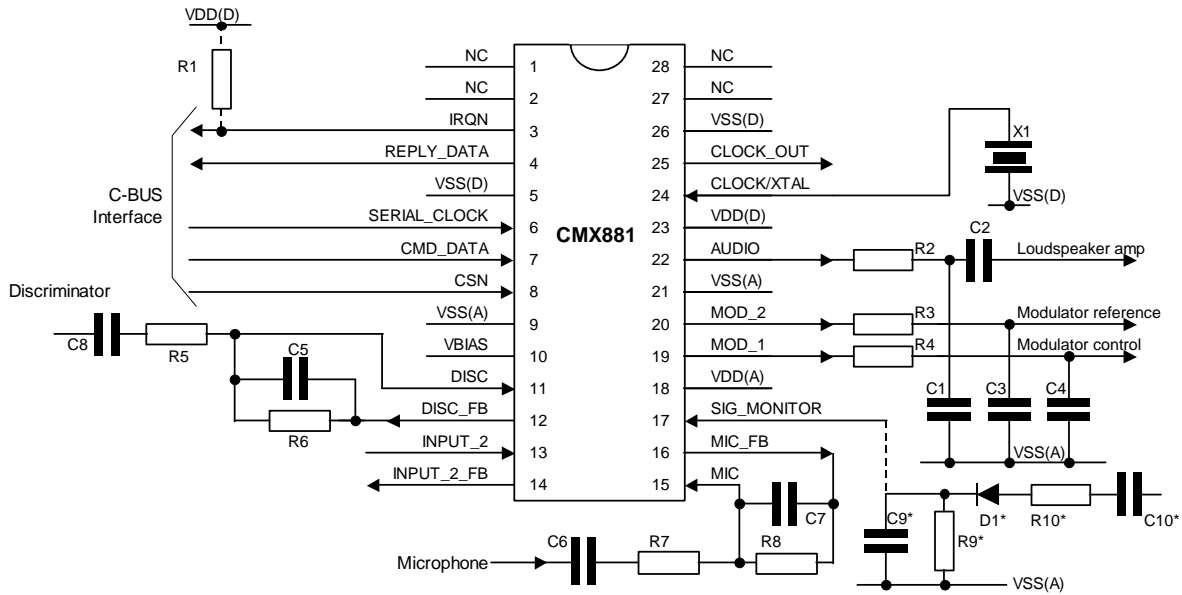 VDD(D)
R1
NC 1 28 NC
NC 2 27 NC
IRQN 3 26 VSS(D)
X1
REPLY_DATA 4 25 CLOCK_OUT
VSS(D) 5 24 CLOCK/XTAL
VSS(D)
C-BUS
Interface
SERIAL_CLOCK 6 23 VDD(D)
CMX881
C2
CMD_DATA 7 22 AUDIO R2 Loudspeaker amp
CSN 8 21 VSS(A)
Discriminator
VSS(A) 9 20 MOD_2 R3 Modulator reference
C8 R5
VBIAS 10 19 MOD_1 R4 Modulator control
C5
DISC 11 18 VDD(A)
C1 C3 C4
DISC_FB 12 17 SIG_MONITOR
R6
INPUT_2 13 16 MIC_FB
VSS(A)
INPUT_2_FB 14 15 MIC
C7
C9* D1* R10* C10*
R9*
C6 R7 R8
Microphone
VSS(A)